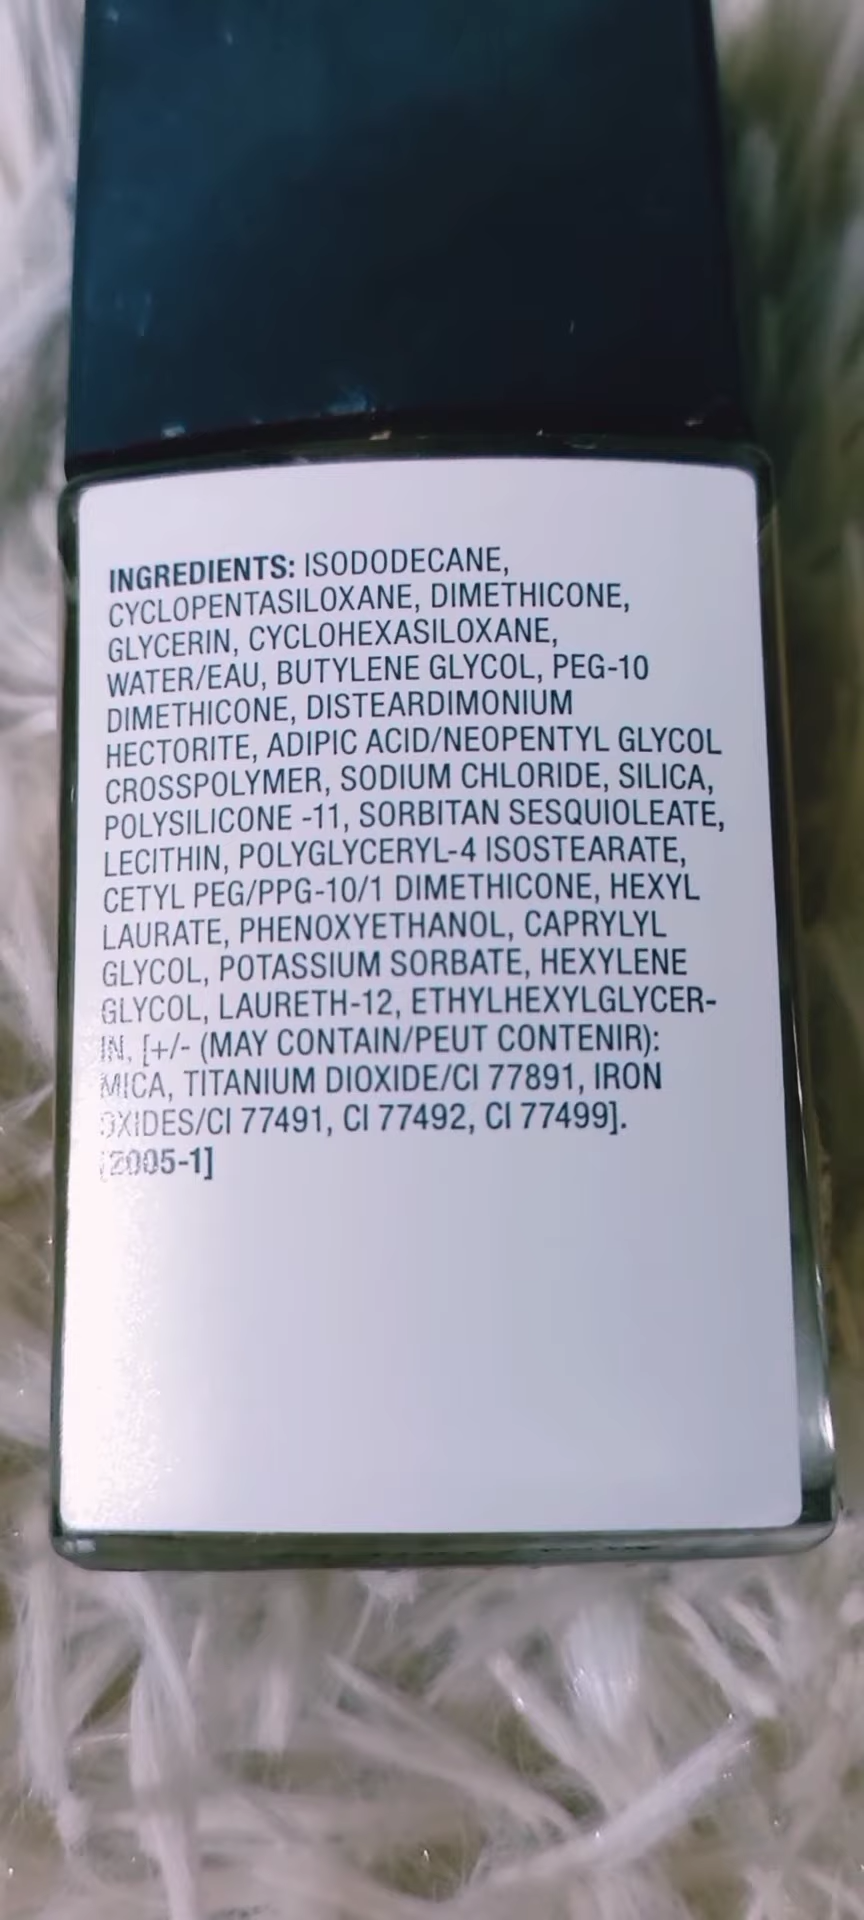 INGREDIENTS: ISODODECANE,
CYCLOPENTASILOXANE, DIMETHICONE,
GLYCERIN, CYCLOHEXASILOXANE,
WATER/EAU, BUTYLENE GLYCOL, PEG-10
DIMETHICONE, DISTEARDIMONIUM
HECTORITE, ADIPIC ACID/NEOPENTYL GLYCOL
CROSSPOLYMER, SODIUM CHLORIDE, SILICA,
POLYSILICONE -11, SORBITAN SESQUIOLEATE,
LECITHIN, POLYGLYCERYL-4 ISOSTEARATE,
CETYL PEG/PPG-10/1 DIMETHICONE, HEXYL
LAURATE, PHENOXYETHANOL, CAPRYLYL
GLYCOL, POTASSIUM SORBATE, HEXYLENE
GLYCOL, LAURETH-12, ETHYLHEXYLGLYCER-
IN, [+/- (MAY CONTAIN/PEUT CONTENIR):
MICA, TITANIUM DIOXIDE/CI 77891, IRON
OXIDES/CI 77491, CI 77492, CI 77499].
[2005-1]